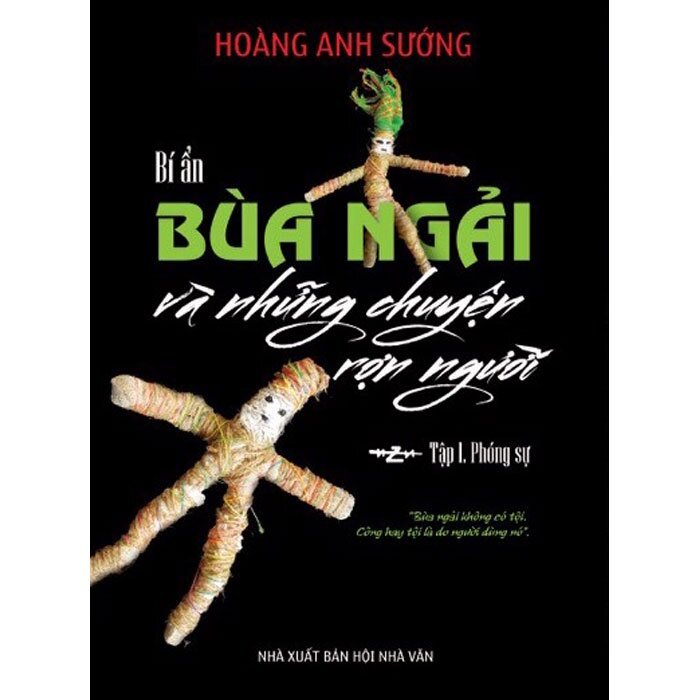 HOÀNG ANH SƯỚNG
Bí ẩn
BÙA NGẢI
và những chuyện
rợn người
Tập 1. Phóng sự
"Bùa ngải không có tội.
Công hay tội là do người dùng nó".
NHÀ XUẤT BẢN HỘI NHÀ VĂN